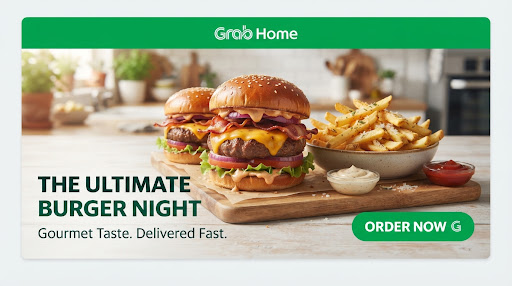 Grab Home
THE ULTIMATE
BURGER NIGHT
Gourmet Taste. Delivered Fast.
ORDER NOW G